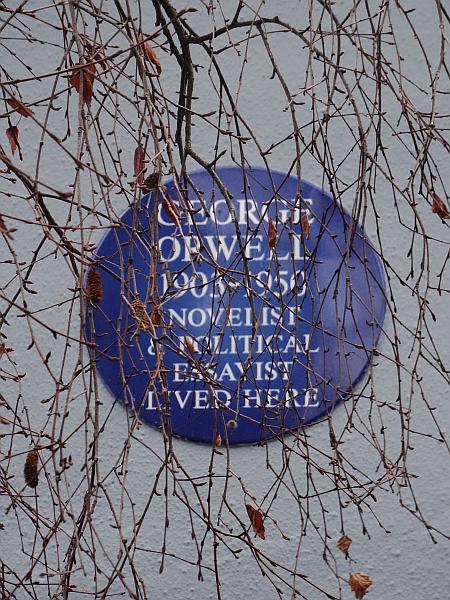 GEORGE
ORWELL
1903-1950
NOVELIST
& POLITICAL
ESSAYIST
LIVED HERE